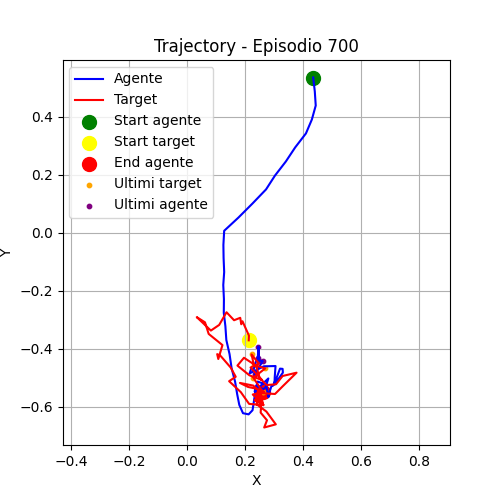 Trajectory - Episodio 700
Agente
Target
Start agente
Start target
End agente
Ultimi target
Ultimi agente
0.4
0.2
0.0
−0.2
−0.4
−0.6
Y
−0.4
−0.2
0.0
0.2
0.4
0.6
0.8
X